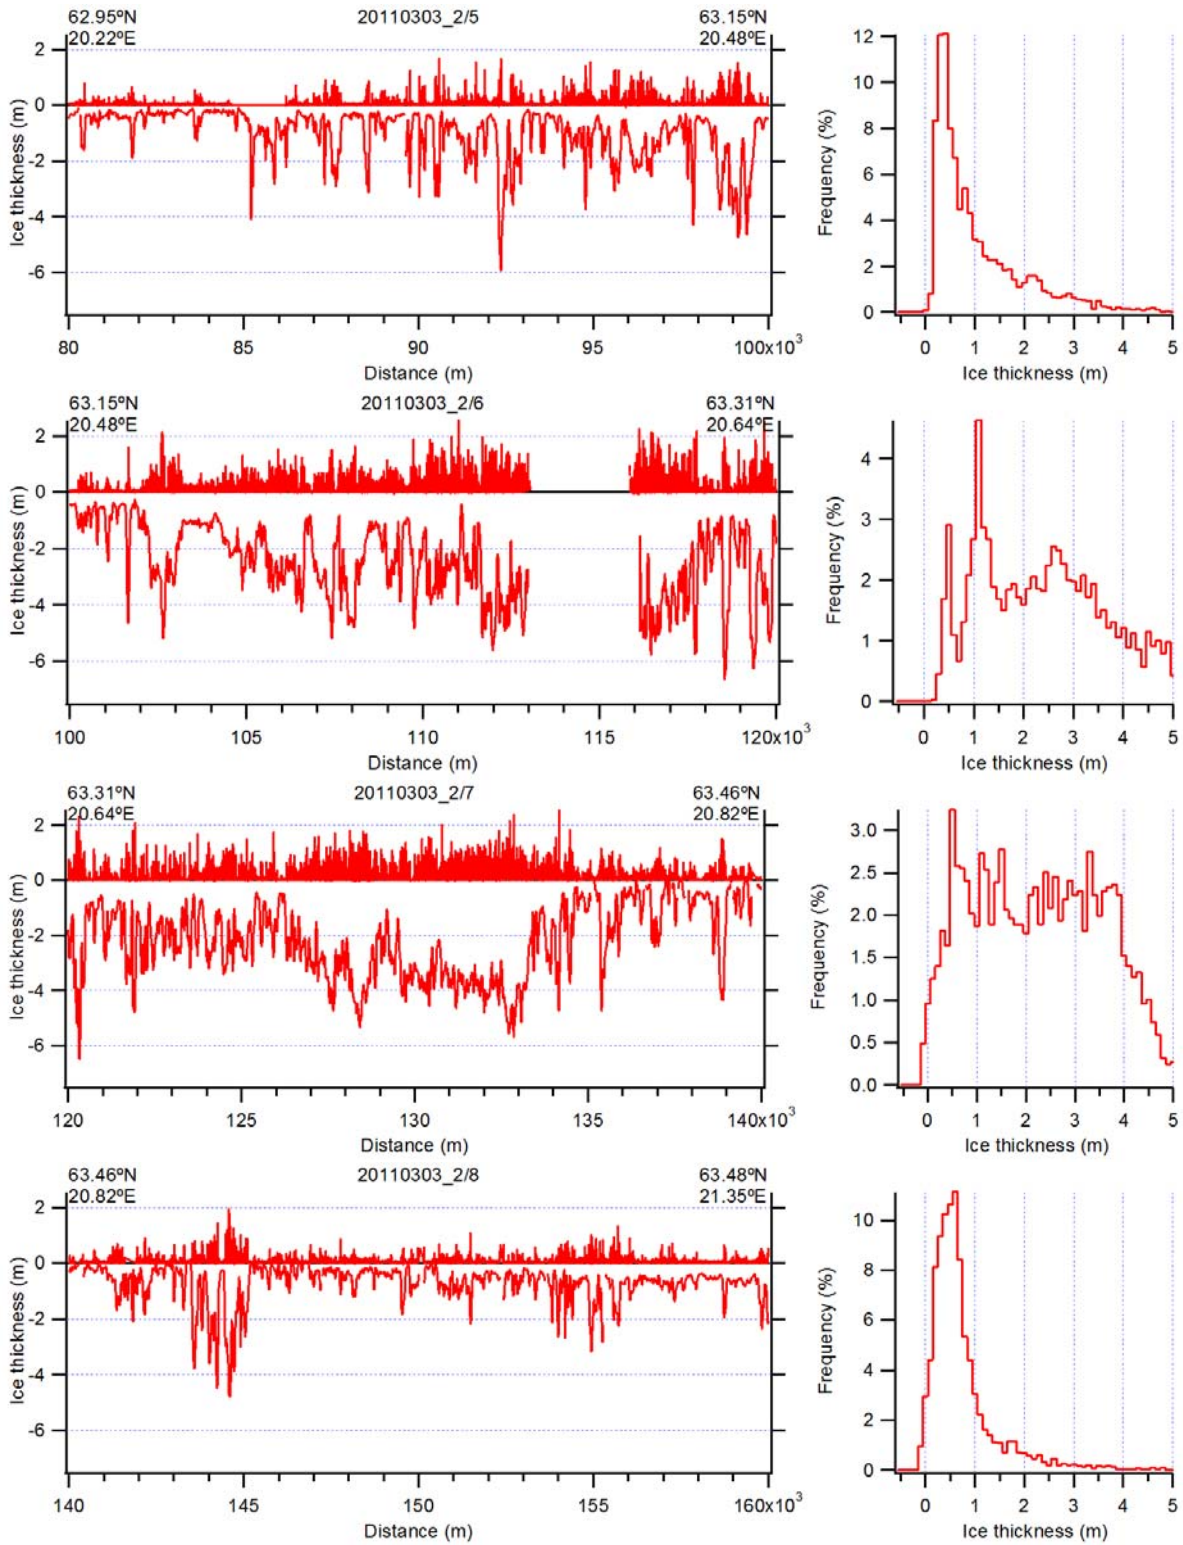 62.95ºN 20110303_2/5 63.15ºN
20.22ºE 20.48ºE
Ice thickness (m)
2
0
-2
-4
-6
80 85 90 95 100x10³
Distance (m)
Frequency (%)
12
10
8
6
4
2
0
0 1 2 3 4 5
Ice thickness (m)
63.15ºN 20110303_2/6 63.31ºN
20.48ºE 20.64ºE
Ice thickness (m)
2
0
-2
-4
-6
100 105 110 115 120x10³
Distance (m)
Frequency (%)
4
3
2
1
0
0 1 2 3 4 5
Ice thickness (m)
63.31ºN 20110303_2/7 63.46ºN
20.64ºE 20.82ºE
Ice thickness (m)
2
0
-2
-4
-6
120 125 130 135 140x10³
Distance (m)
Frequency (%)
3.0
2.5
2.0
1.5
1.0
0.5
0.0
0 1 2 3 4 5
Ice thickness (m)
63.46ºN 20110303_2/8 63.48ºN
20.82ºE 21.35ºE
Ice thickness (m)
2
0
-2
-4
-6
140 145 150 155 160x10³
Distance (m)
Frequency (%)
10
8
6
4
2
0
0 1 2 3 4 5
Ice thickness (m)